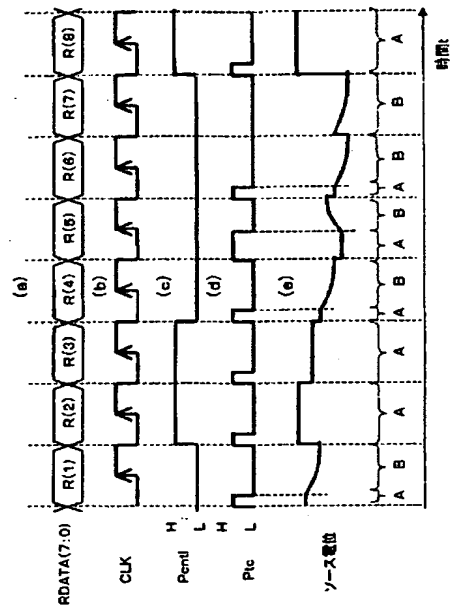 (a)
RDATA(7:0) R(1) R(2) R(3) R(4) R(5) R(6) R(7) R(8)
(b)
CLK
(c)
Pcntl H L
(d)
Ptc H L
(e)
ソース電位
A B A A A B A B A B B A
時間t